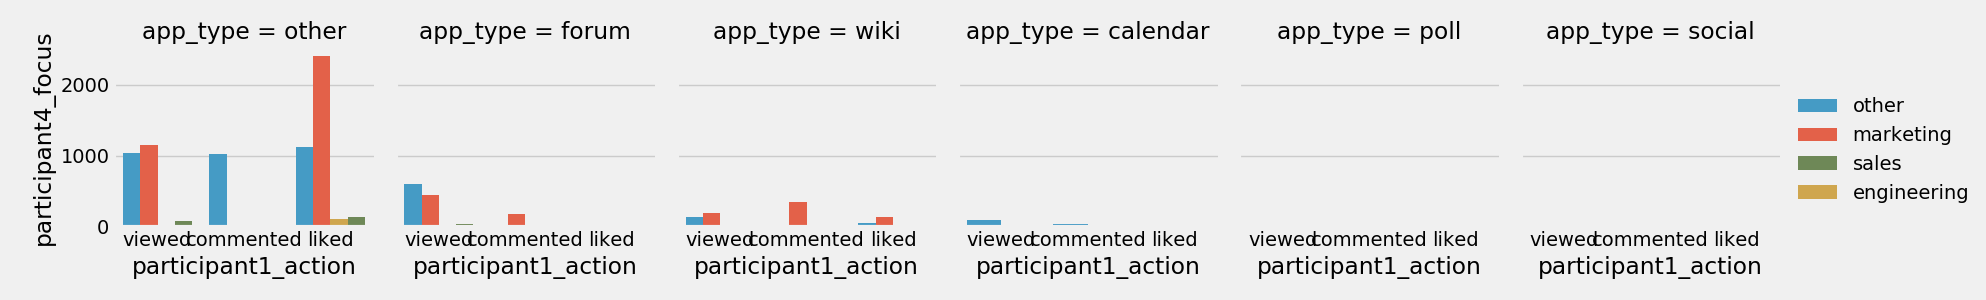 app_type = other app_type = forum app_type = wiki app_type = calendar app_type = poll app_type = social
participant4_focus
2000
1000
0
viewed commented liked viewed commented liked viewed commented liked viewed commented liked viewed commented liked viewed commented liked
participant1_action participant1_action participant1_action participant1_action participant1_action participant1_action
other
marketing
sales
engineering